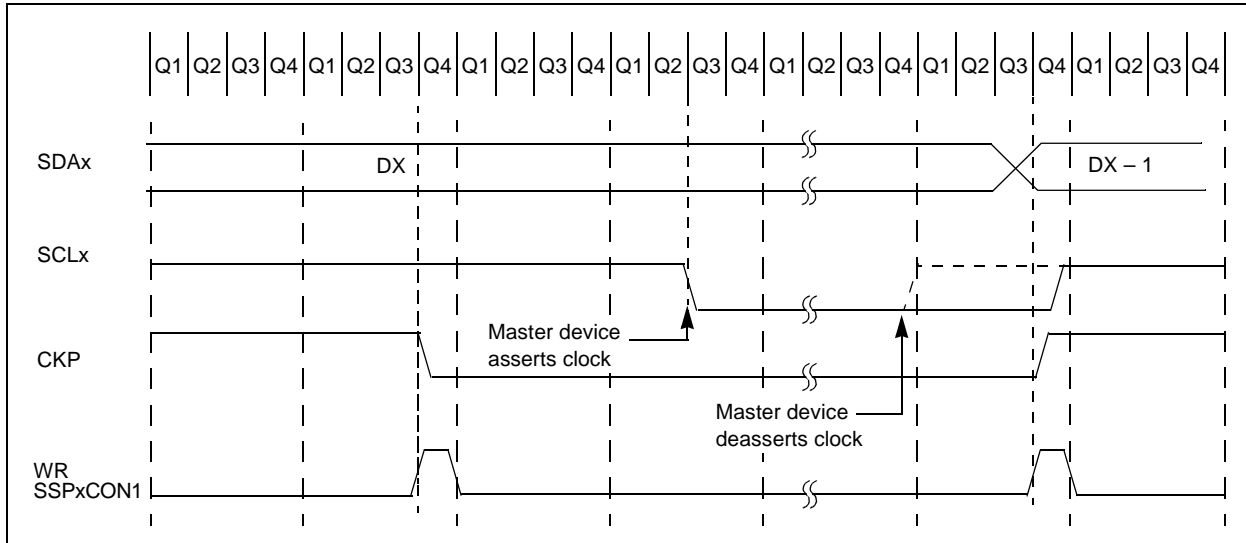 Q1 Q2 Q3 Q4 Q1 Q2 Q3 Q4 Q1 Q2 Q3 Q4 Q1 Q2 Q3 Q4 Q1 Q2 Q3 Q4 Q1 Q2 Q3 Q4 Q1 Q2 Q3 Q4
SDAx
DX
DX – 1
SCLx
Master device
asserts clock
CKP
Master device
deasserts clock
WR
SSPxCON1